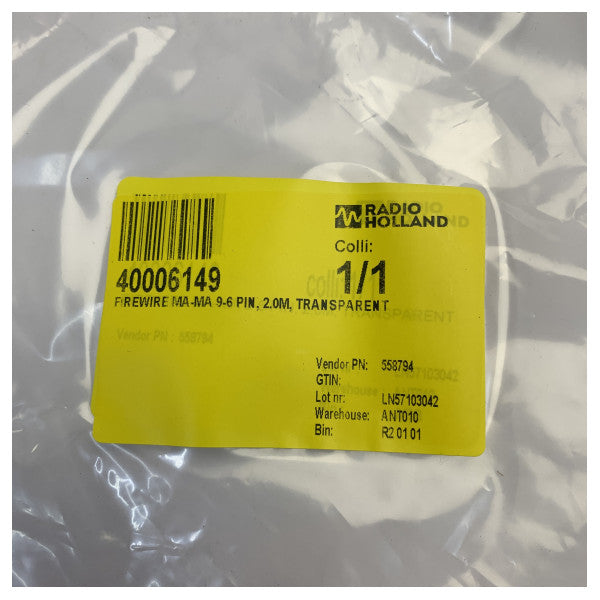 RADIO
HOLLAND
Colli:
40006149
1/1
FIREWIRE MA-MA 9-6 PIN, 2.0M, TRANSPARENT
Vendor PN : 558794
Vendor PN: 558794
GTIN:
Lot nr: LN57103042
Warehouse: ANT010
Bin: R2 01 01